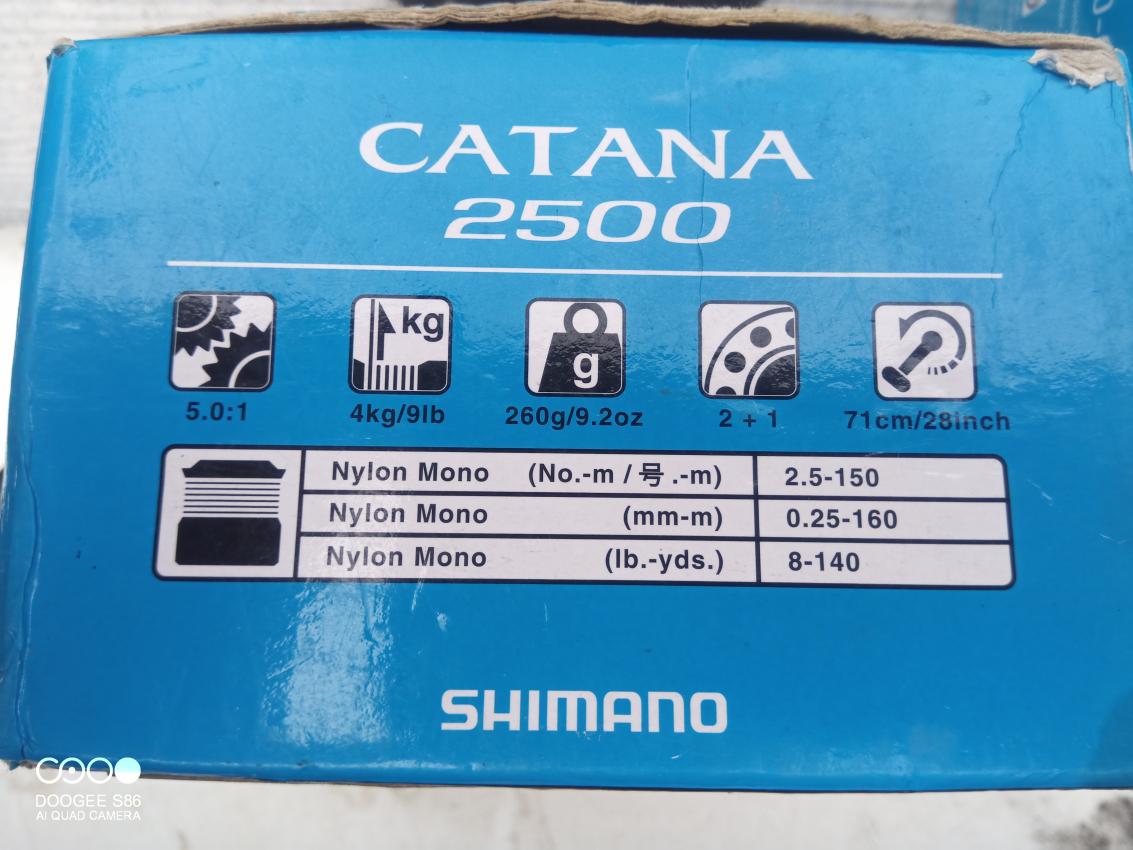 CATANA
2500
kg
g
5.0:1
4kg/9lb
260g/9.2oz
2 + 1
71cm/28inch
Nylon Mono (No.-m / 号 .-m) 2.5-150
Nylon Mono (mm-m) 0.25-160
Nylon Mono (lb.-yds.) 8-140
SHIMANO
DOOGEE S86
AI QUAD CAMERA